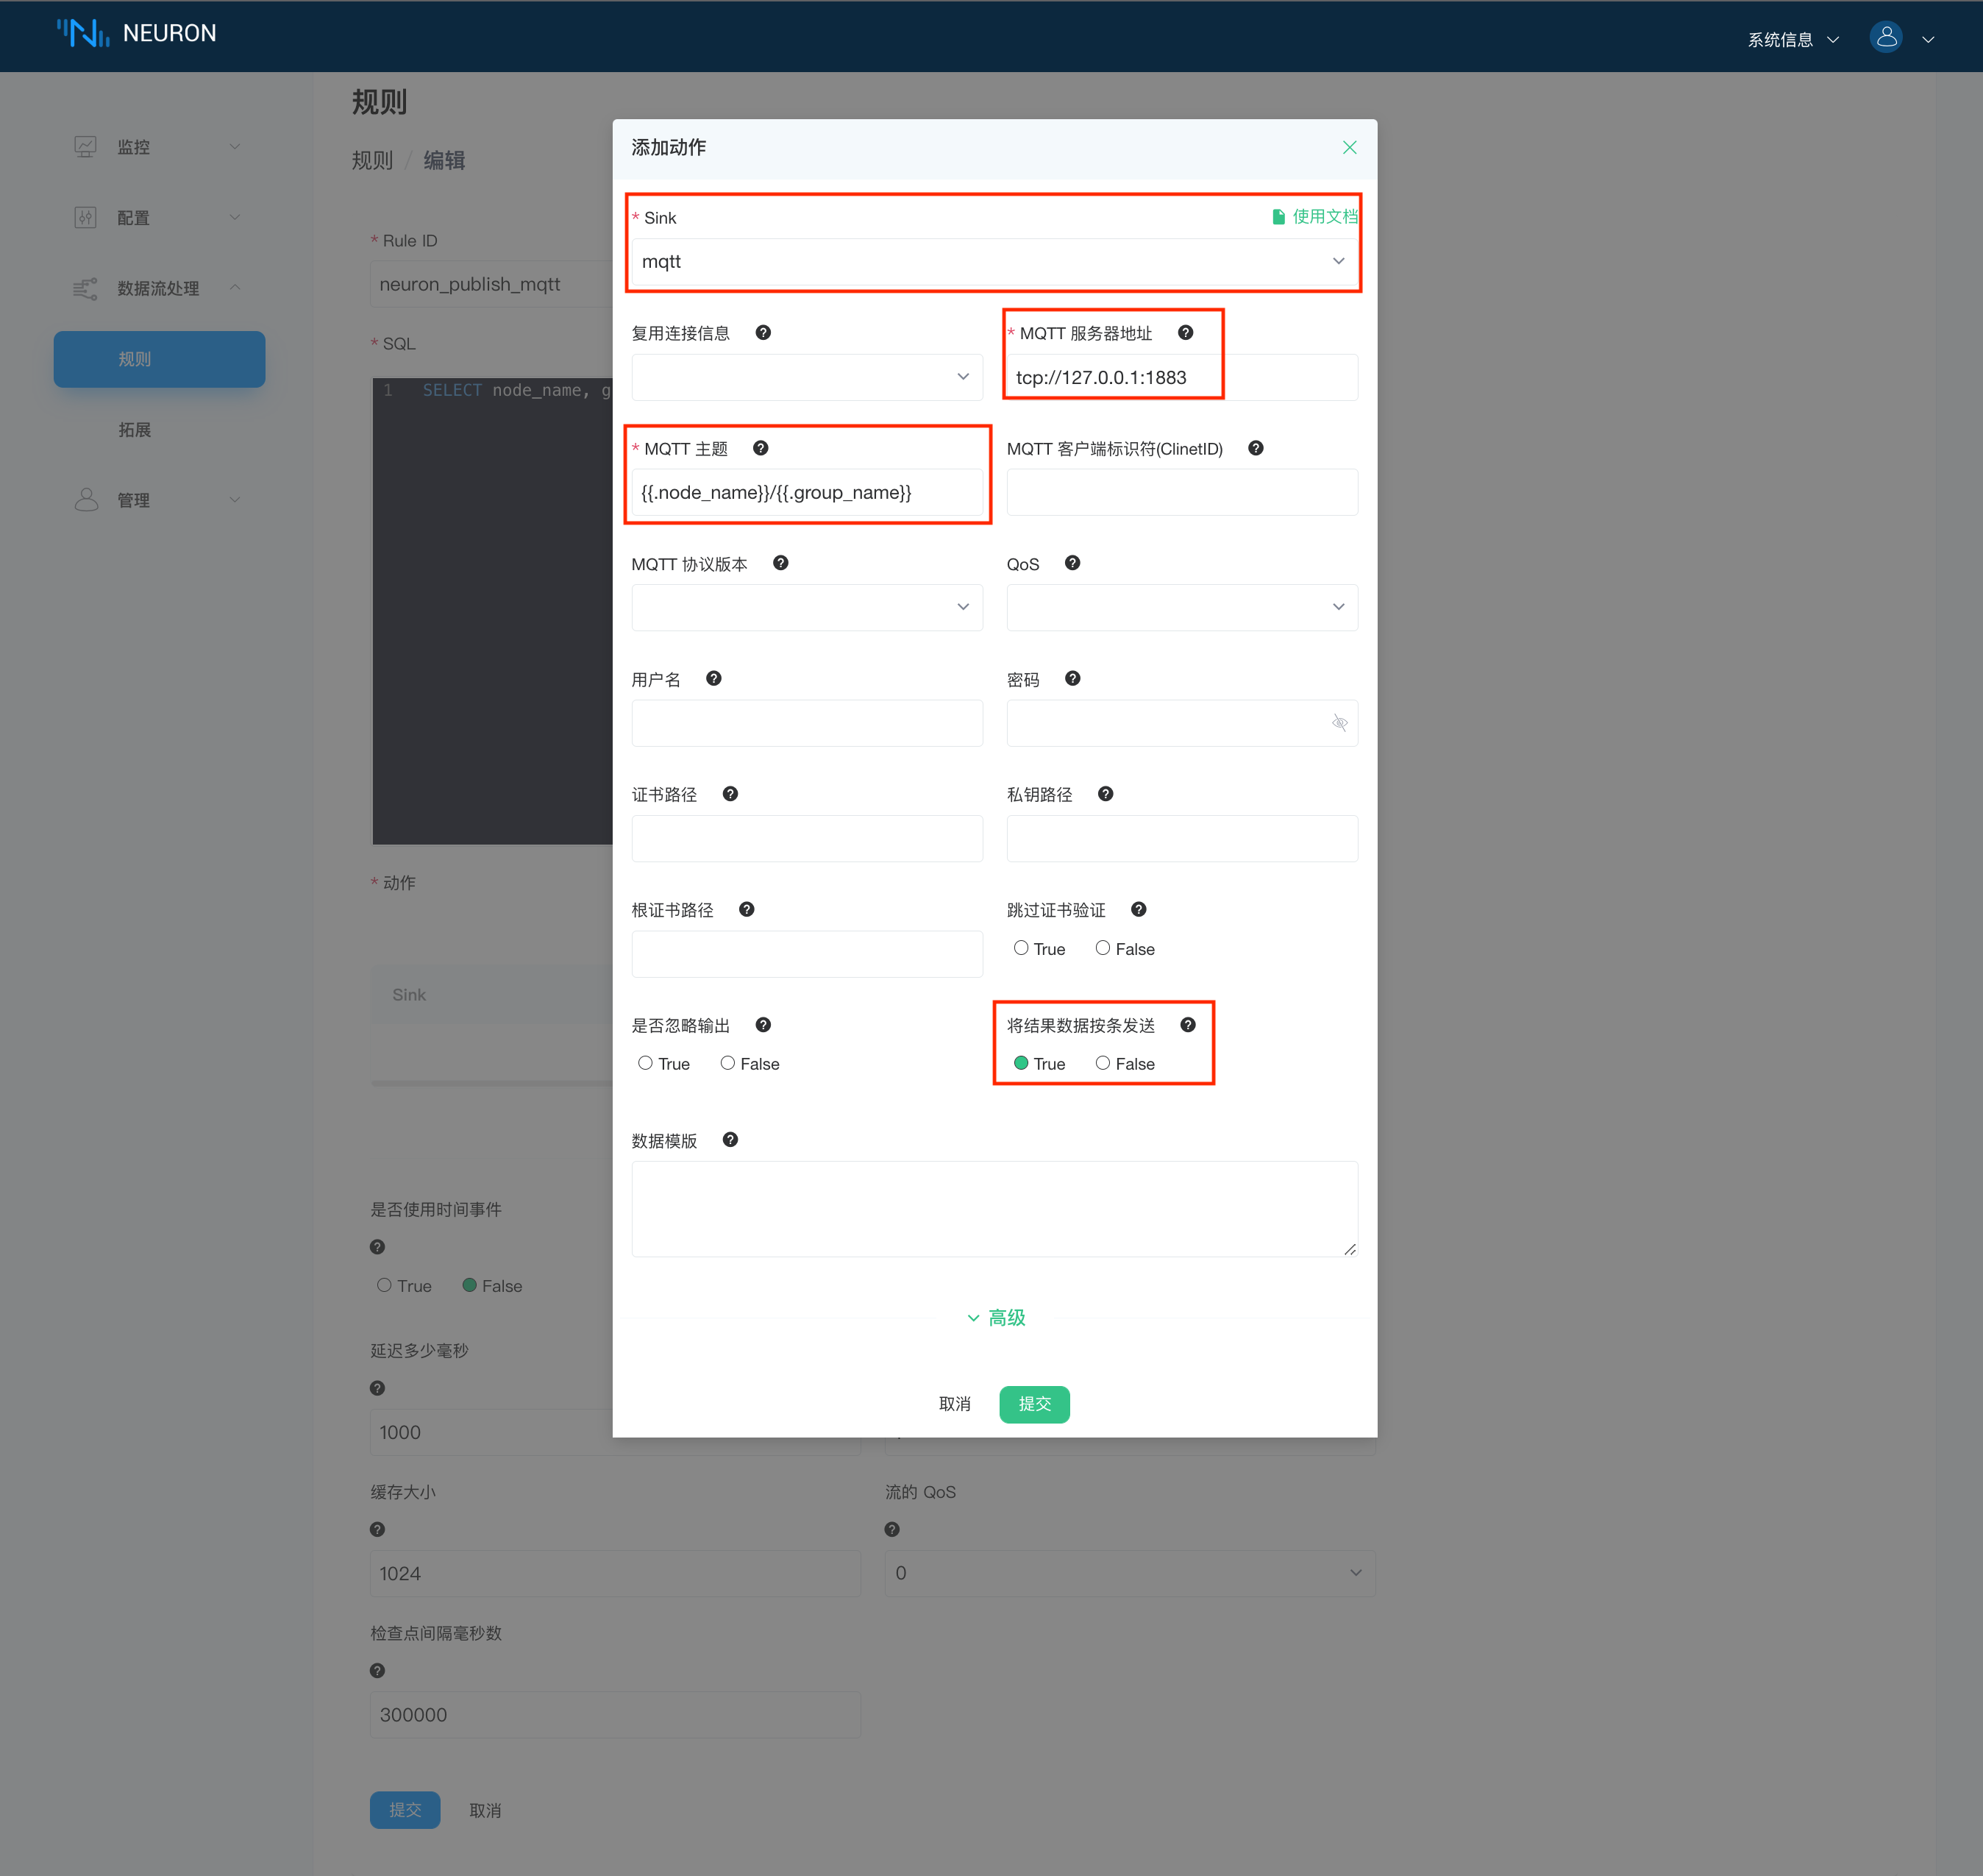 NEURON
系统信息
监控
配置
数据流处理
规则
拓展
管理
规则
规则 / 编辑
* Rule ID
neuron_publish_mqtt
* SQL
1 SELECT node_name, g
* 动作
Sink
是否使用时间事件
True False
延迟多少毫秒
1000
缓存大小
1024
流的 QoS
0
检查点间隔毫秒数
300000
提交 取消
添加动作
* Sink
使用文档
mqtt
复用连接信息
* MQTT 服务器地址
tcp://127.0.0.1:1883
* MQTT 主题
{{.node_name}}/{{.group_name}}
MQTT 客户端标识符(ClinetID)
MQTT 协议版本
QoS
用户名
密码
证书路径
私钥路径
根证书路径
跳过证书验证
True False
是否忽略输出
True False
将结果数据按条发送
True False
数据模版
高级
取消 提交